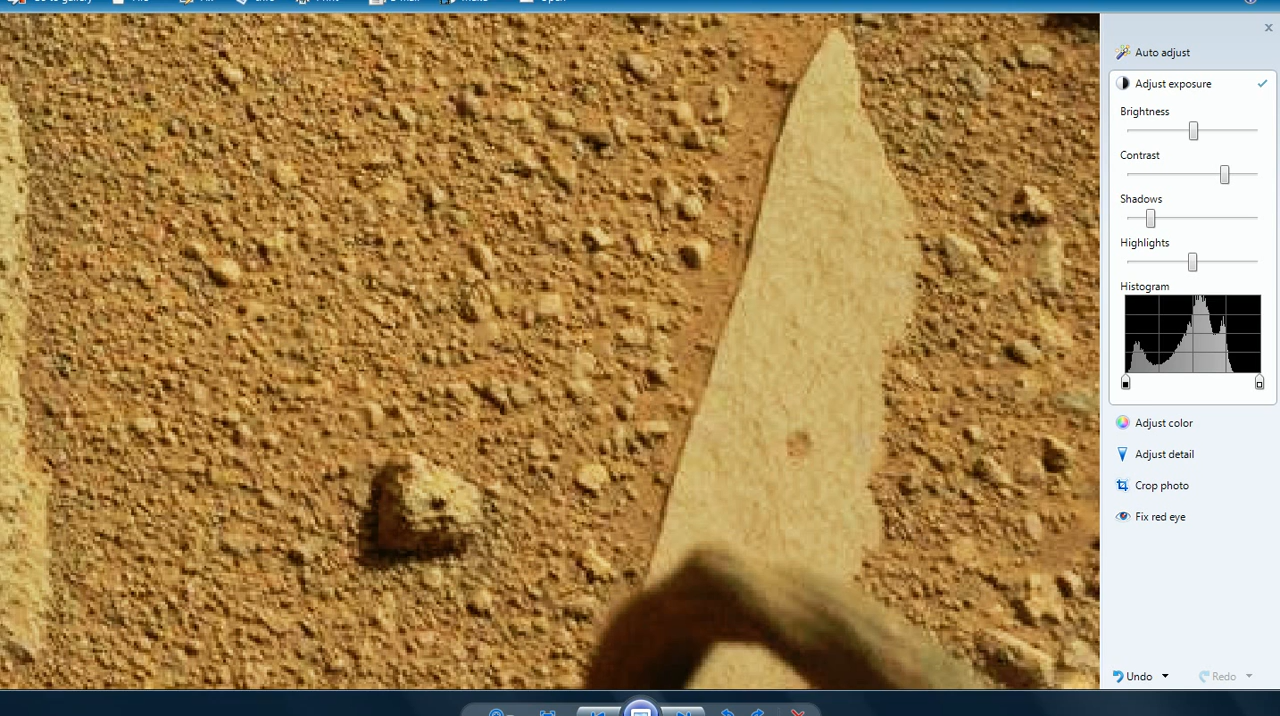 Auto adjust
Adjust exposure
Brightness
Contrast
Shadows
Highlights
Histogram
Adjust color
Adjust detail
Crop photo
Fix red eye
Undo
Redo